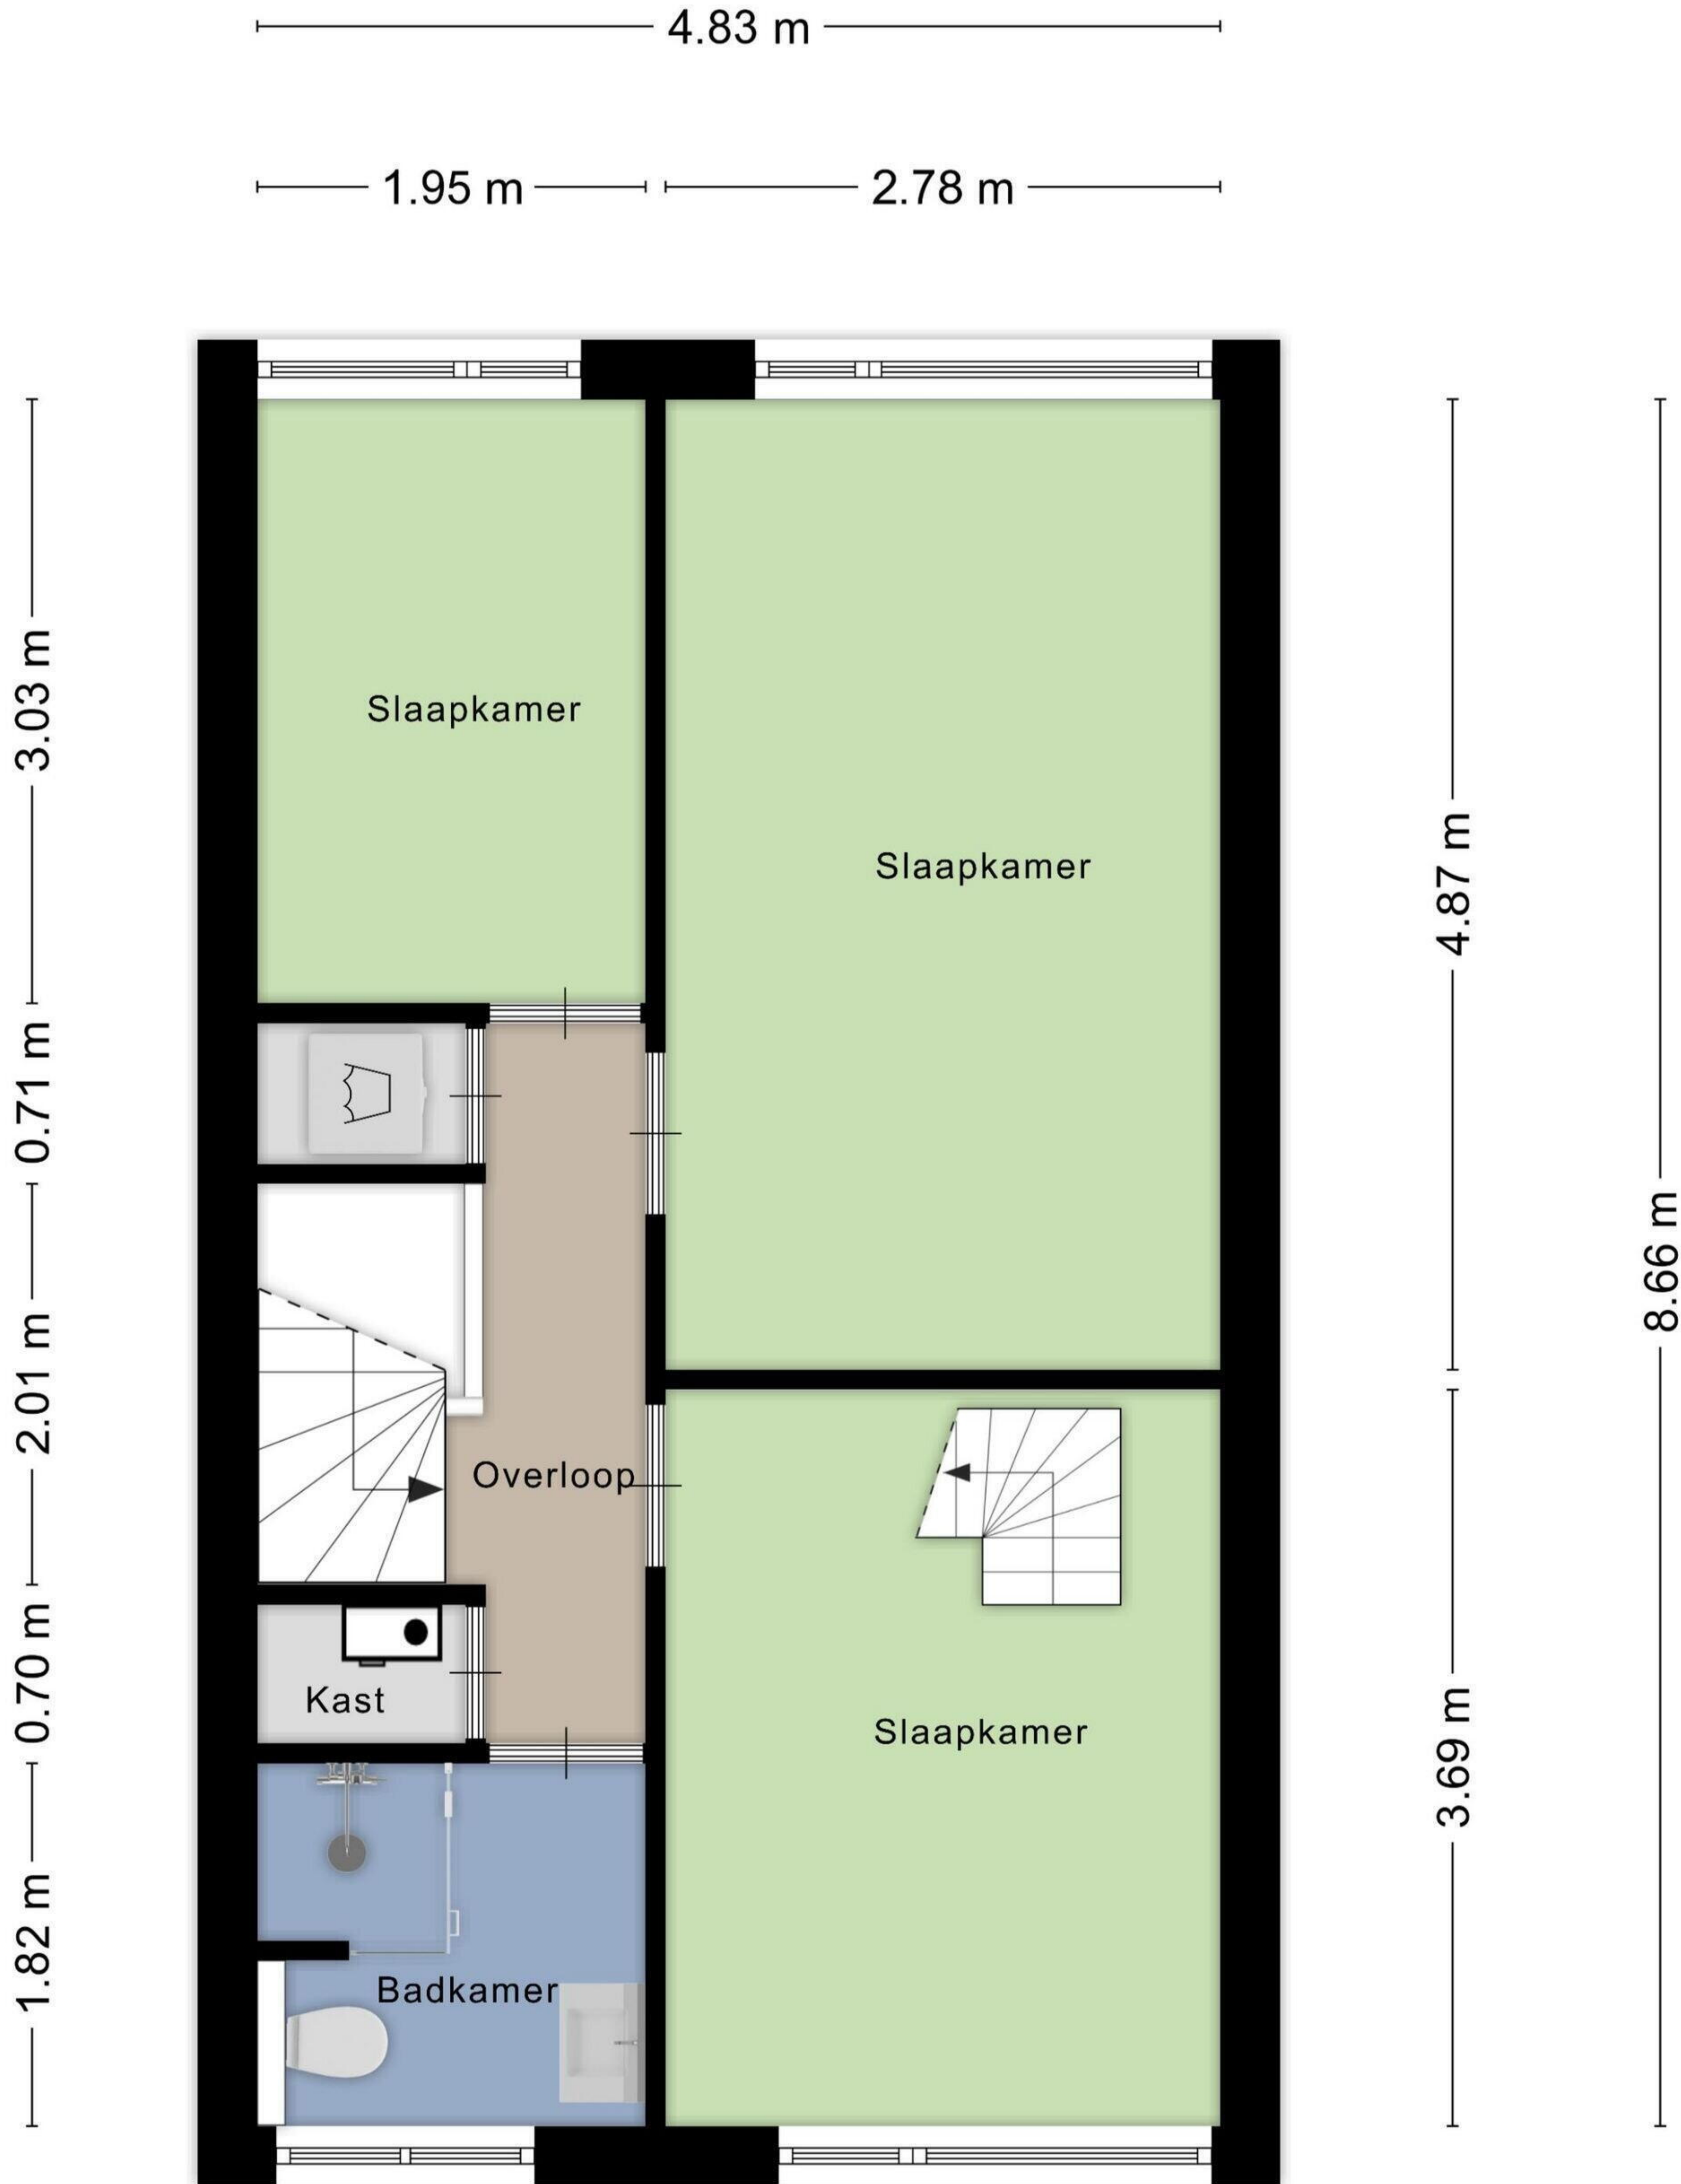 4.83 m
1.95 m
2.78 m
3.03 m
Slaapkamer
Slaapkamer
4.87 m
0.71 m
8.66 m
2.01 m
Overloop
0.70 m
Kast
Slaapkamer
3.69 m
1.82 m
Badkamer